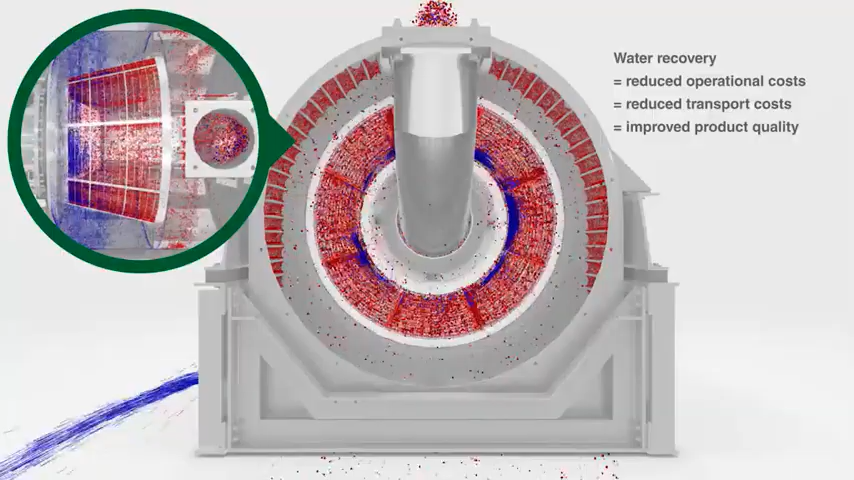 Water recovery
= reduced operational costs
= reduced transport costs
= improved product quality